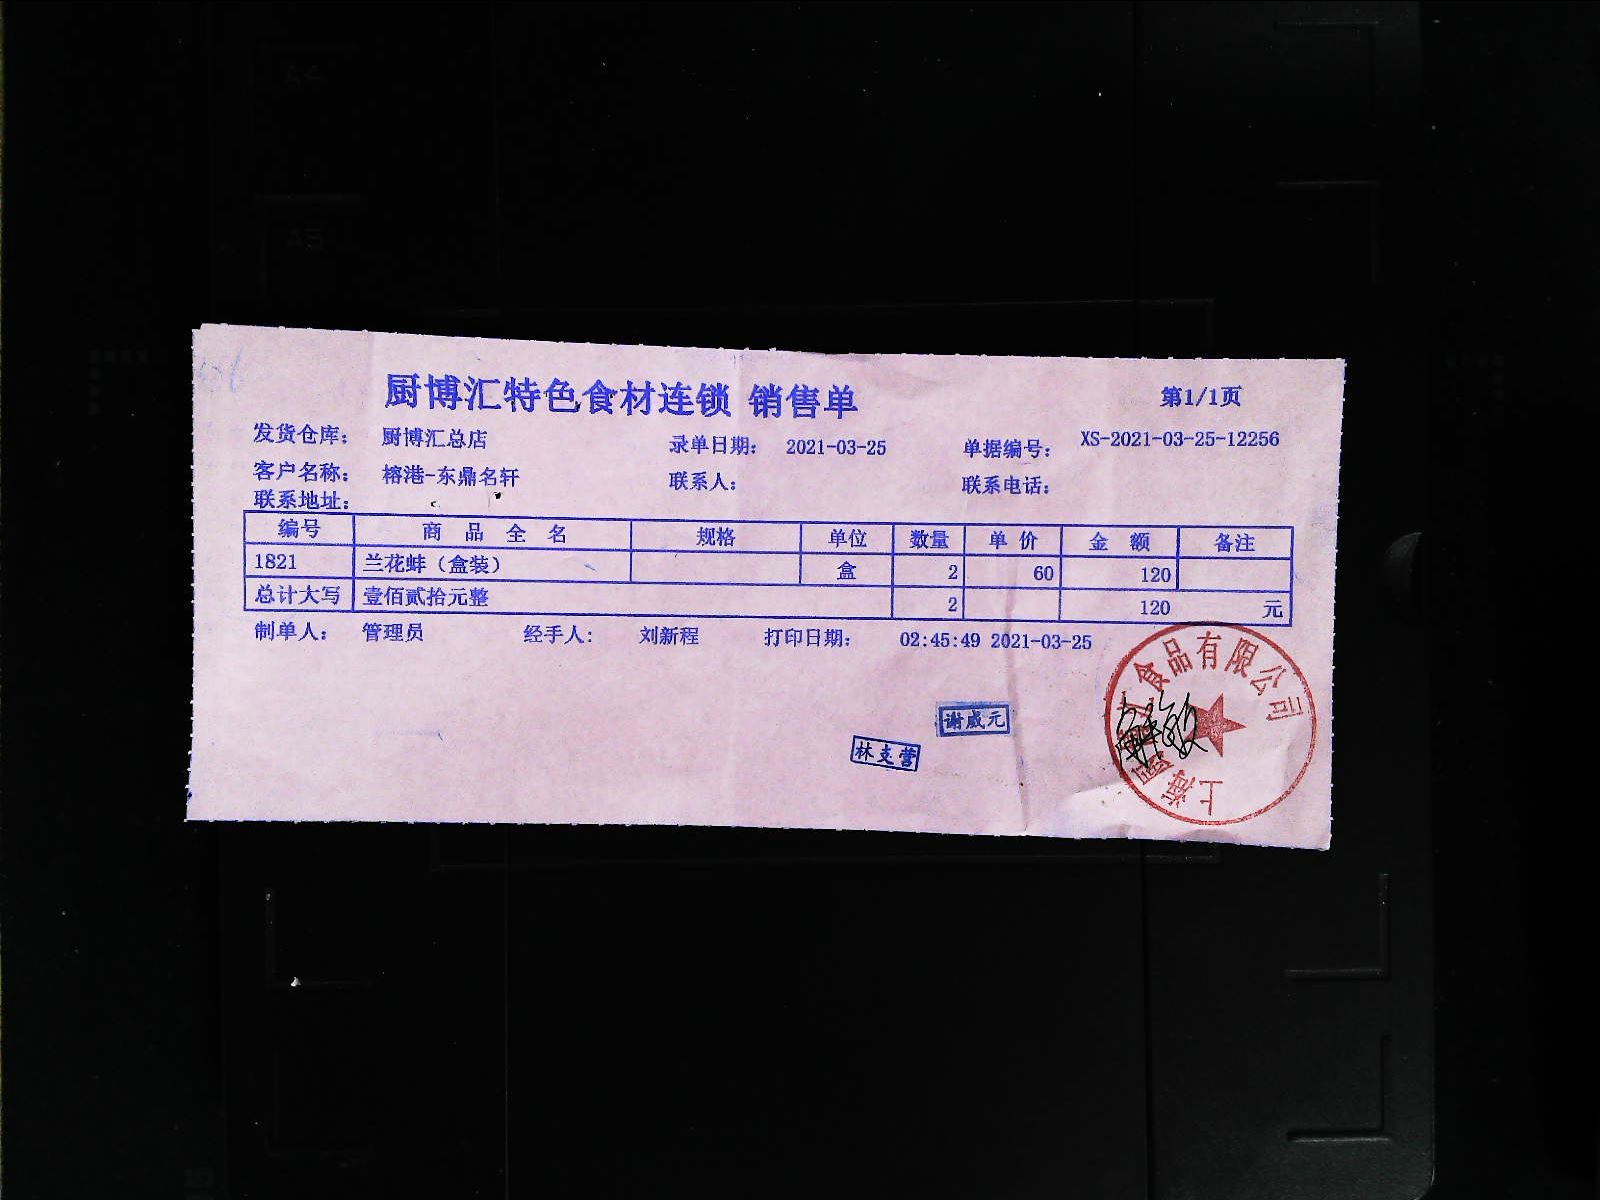 厨博汇特色食材连锁 销售单 第1/1页
发货仓库: 厨博汇总店 录单日期: 2021-03-25 单据编号: XS-2021-03-25-12256
客户名称: 榕港-东鼎名轩 联系人: 联系电话:
联系地址:
编号 商品全名 规格 单位 数量 单价 金额 备注
1821 兰花蚌（盒装） 盒 2 60 120
总计大写 壹佰贰拾元整 2 120 元
制单人: 管理员 经手人: 刘新程 打印日期: 02:45:49 2021-03-25
谢威元
林支营
上海厨 食品有限公司
A4
A5